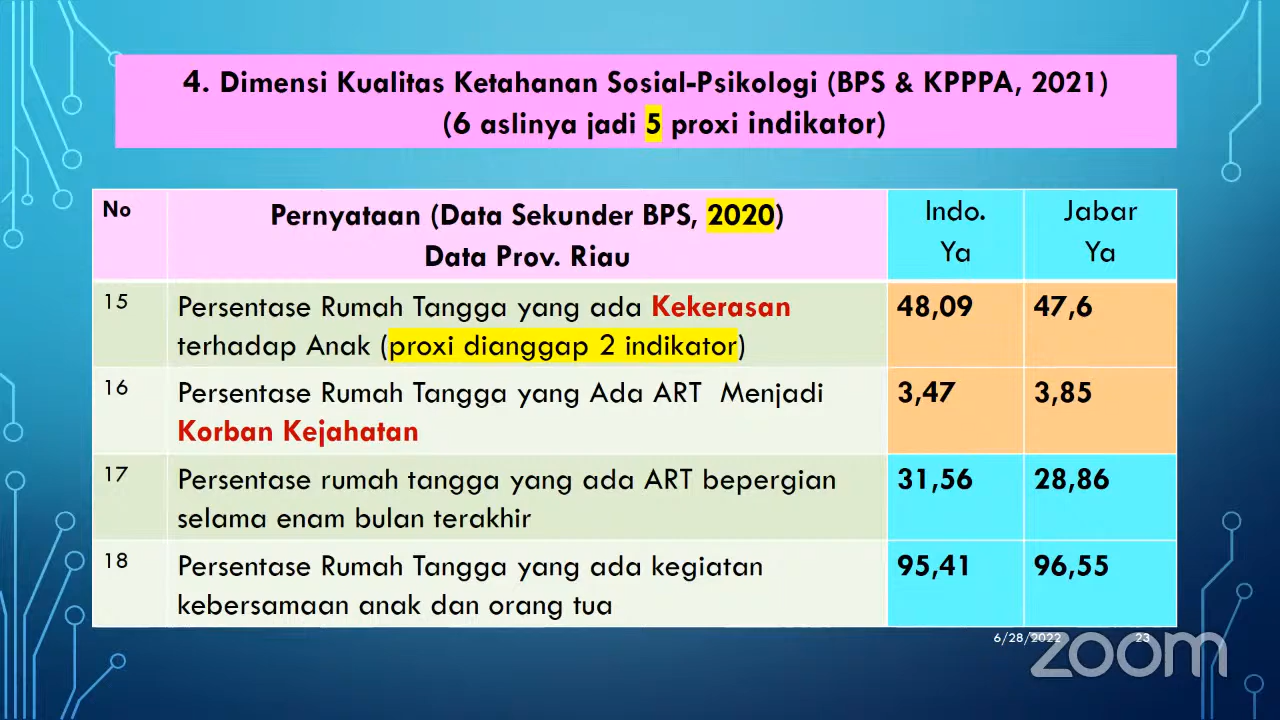 4. Dimensi Kualitas Ketahanan Sosial-Psikologi (BPS & KPPPA, 2021)
(6 aslinya jadi 5 proxi indikator)
No
Pernyataan (Data Sekunder BPS, 2020)
Data Prov. Riau
Indo.
Ya
Jabar
Ya
15
Persentase Rumah Tangga yang ada Kekerasan
terhadap Anak (proxi dianggap 2 indikator)
48,09
47,6
16
Persentase Rumah Tangga yang Ada ART Menjadi
Korban Kejahatan
3,47
3,85
17
Persentase rumah tangga yang ada ART bepergian
selama enam bulan terakhir
31,56
28,86
18
Persentase Rumah Tangga yang ada kegiatan
kebersamaan anak dan orang tua
95,41
96,55
6/28/2022
23
zoom